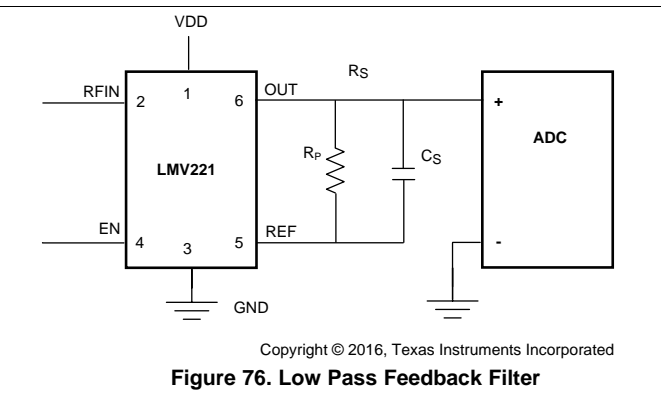 VDD
RFIN
2
1
6
OUT
RS
+
ADC
LMV221
RP
CS
EN
4
3
5
REF
-
GND
Copyright © 2016, Texas Instruments Incorporated
Figure 76. Low Pass Feedback Filter